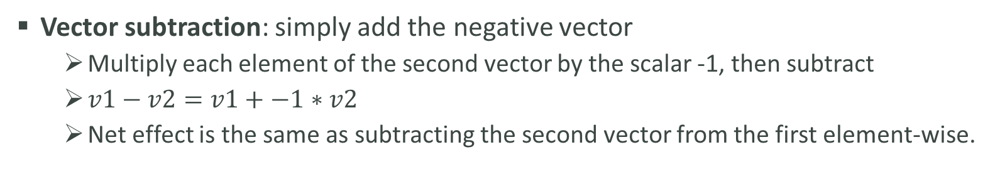 ▪ Vector subtraction: simply add the negative vector
➢ Multiply each element of the second vector by the scalar -1, then subtract
➢ 𝑣1 − 𝑣2 = 𝑣1 + −1 ∗ 𝑣2
➢ Net effect is the same as subtracting the second vector from the first element-wise.